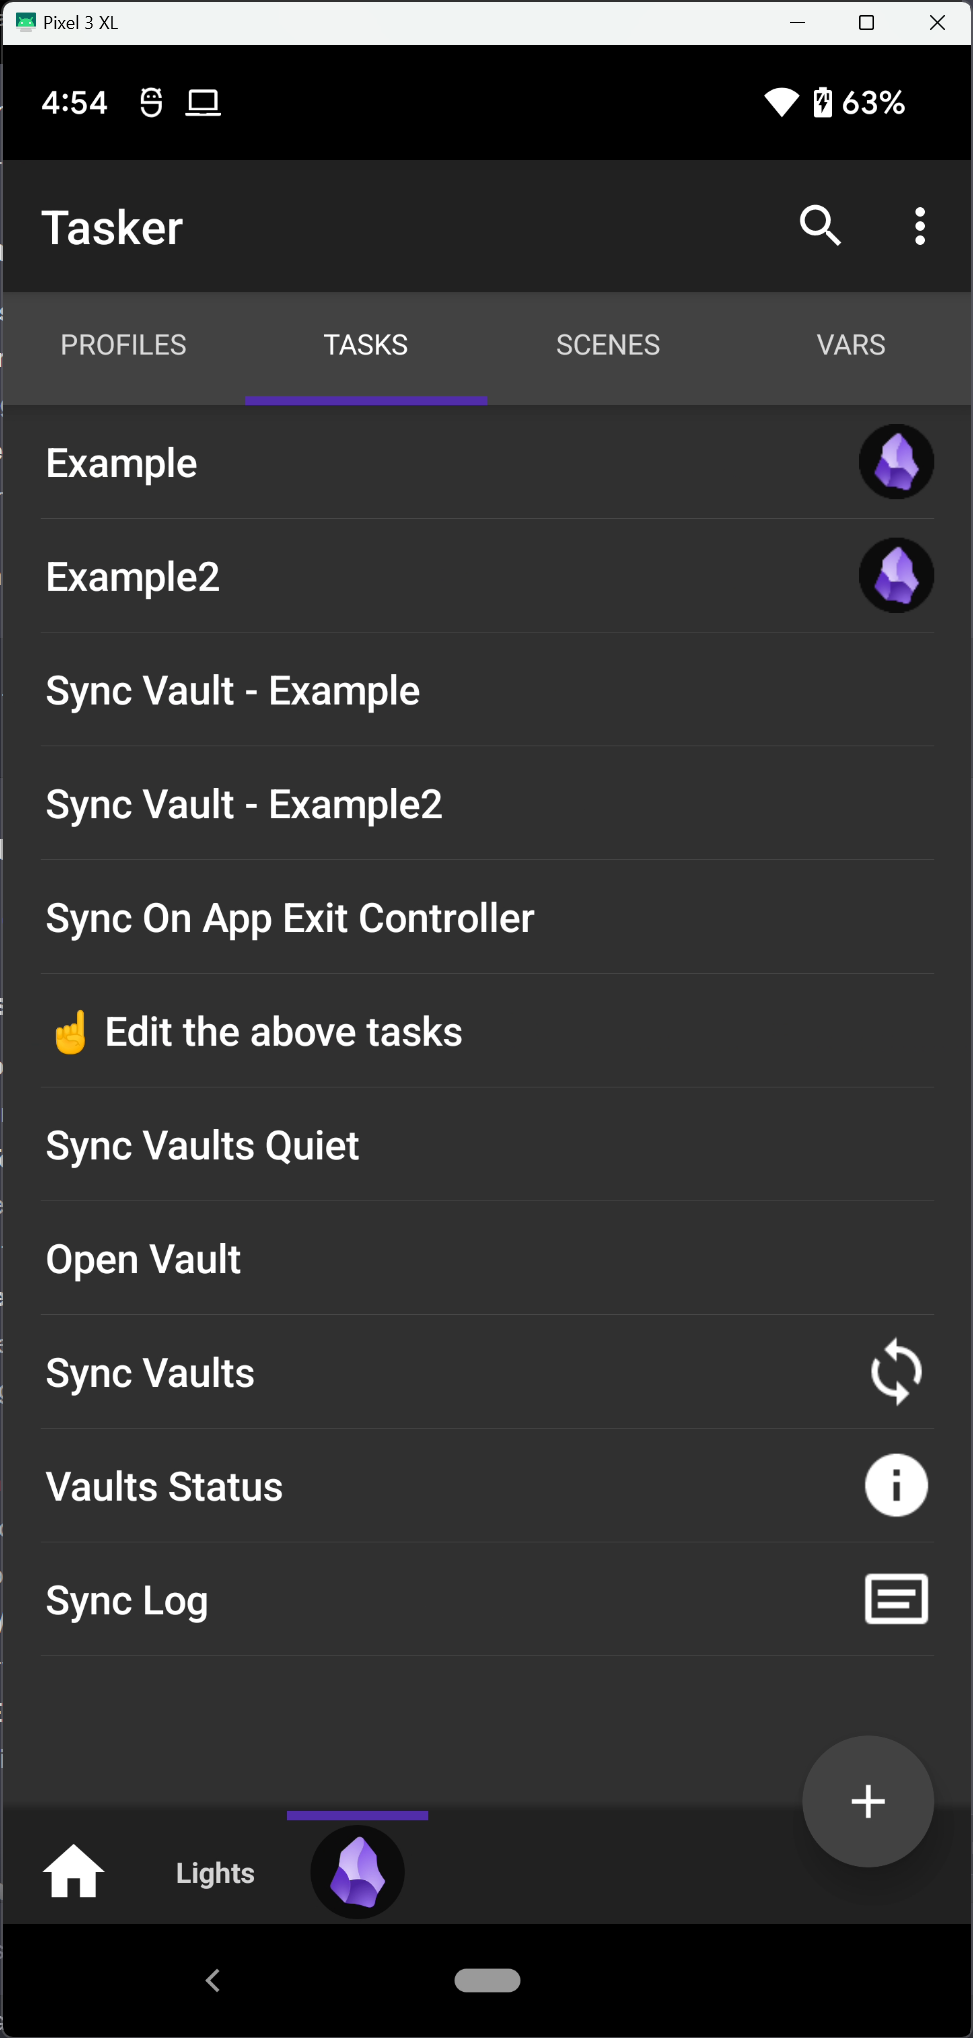 Pixel 3 XL
4:54
63%
Tasker
PROFILES
TASKS
SCENES
VARS
Example
Example2
Sync Vault - Example
Sync Vault - Example2
Sync On App Exit Controller
☝ Edit the above tasks
Sync Vaults Quiet
Open Vault
Sync Vaults
Vaults Status
Sync Log
Lights